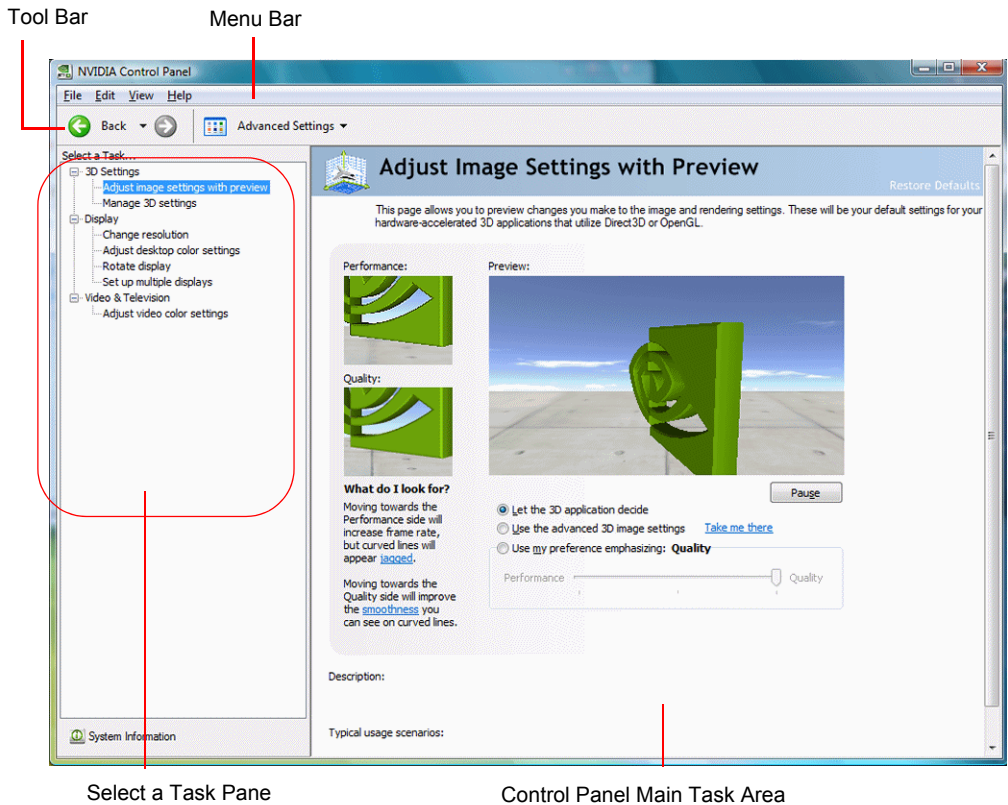 Tool Bar
Menu Bar
NVIDIA Control Panel
File Edit View Help
Back
Advanced Settings
Select a Task...
3D Settings
Adjust image settings with preview
Manage 3D settings
Display
Change resolution
Adjust desktop color settings
Rotate display
Set up multiple displays
Video & Television
Adjust video color settings
System Information
Adjust Image Settings with Preview
Restore Defaults
This page allows you to preview changes you make to the image and rendering settings. These will be your default settings for your
hardware-accelerated 3D applications that utilize Direct3D or OpenGL.
Performance:
Quality:
What do I look for?
Moving towards the
Performance side will
increase frame rate,
but curved lines will
appear jagged.
Moving towards the
Quality side will improve
the smoothness you
can see on curved lines.
Preview:
Pause
Let the 3D application decide
Use the advanced 3D image settings Take me there
Use my preference emphasizing: Quality
Performance Quality
Description:
Typical usage scenarios:
Select a Task Pane
Control Panel Main Task Area